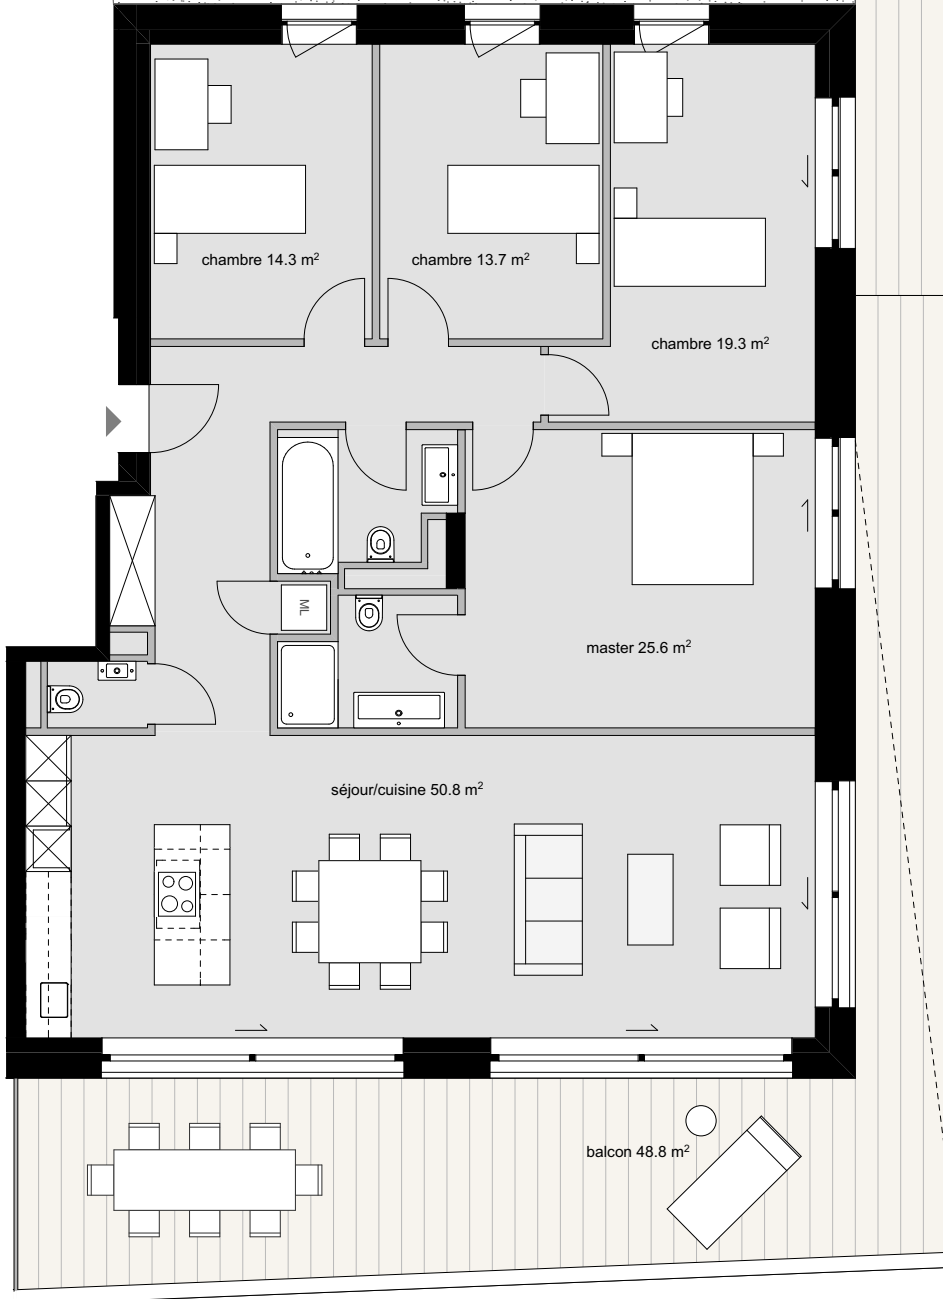 chambre 14.3 m²
chambre 13.7 m²
chambre 19.3 m²
ML
master 25.6 m²
séjour/cuisine 50.8 m²
balcon 48.8 m²